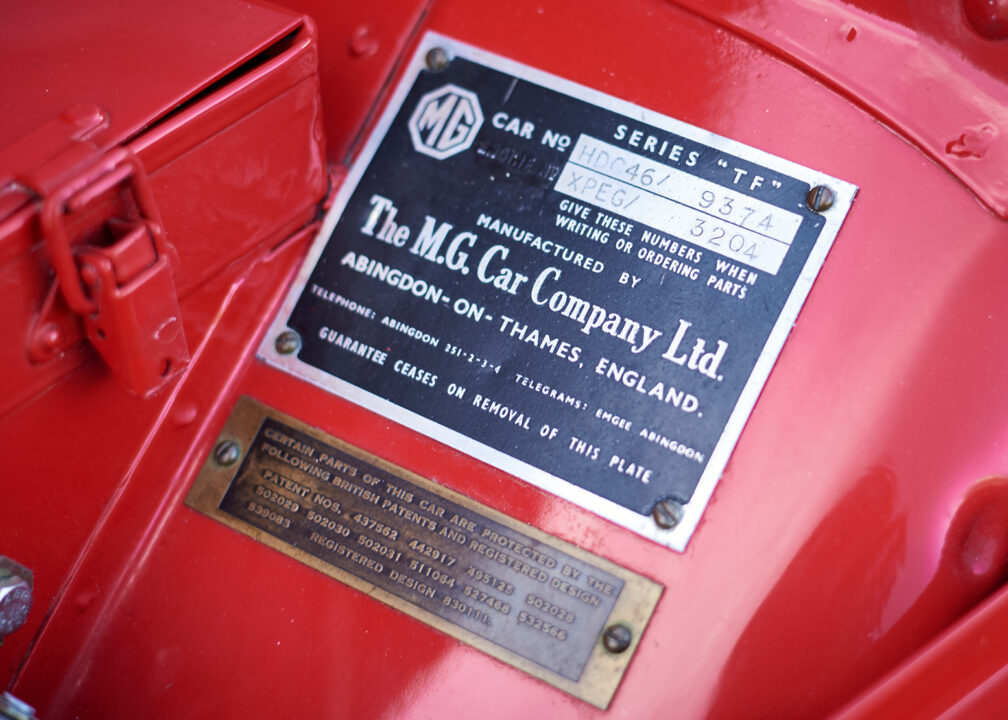 SERIES "TF"
MG
CAR No HDC46/ 9374
XPEG/ 3204
GIVE THESE NUMBERS WHEN
WRITING OR ORDERING PARTS
MANUFACTURED BY
The M.G. Car Company Ltd.
ABINGDON-ON-THAMES, ENGLAND.
TELEPHONE: ABINGDON 251-2-3-4 TELEGRAMS: EMGEE ABINGDON
GUARANTEE CEASES ON REMOVAL OF THIS PLATE
CERTAIN PARTS OF THIS CAR ARE PROTECTED BY THE
FOLLOWING BRITISH PATENTS AND REGISTERED DESIGN
PATENT NOS. 437562 442917 495125 502028
502029 502030 502031 511064 527468 532566
539083
REGISTERED DESIGN 830111.